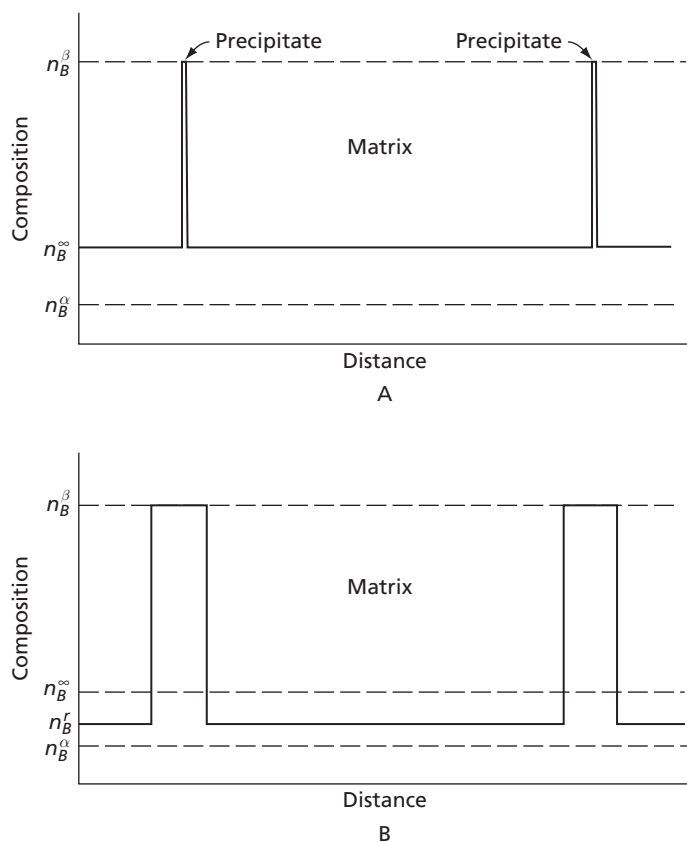 Precipitate Precipitate
n_B^β
Matrix
Composition
n_B^∞
n_B^α
Distance
A
n_B^β
Matrix
Composition
n_B^∞
n_B^r
n_B^α
Distance
B